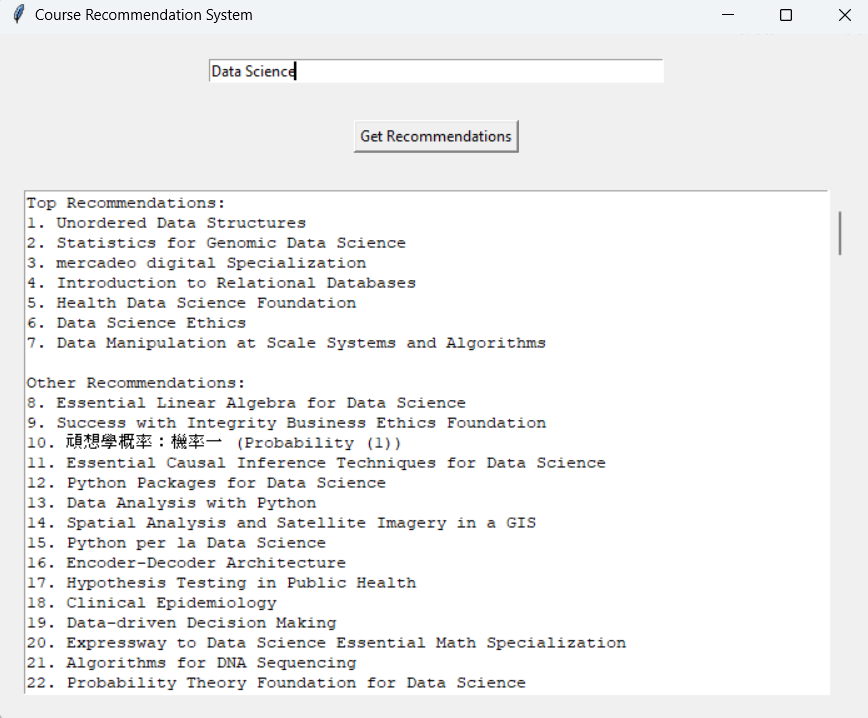 Course Recommendation System
Data Science
Get Recommendations
Top Recommendations:
1. Unordered Data Structures
2. Statistics for Genomic Data Science
3. mercadeo digital Specialization
4. Introduction to Relational Databases
5. Health Data Science Foundation
6. Data Science Ethics
7. Data Manipulation at Scale Systems and Algorithms
Other Recommendations:
8. Essential Linear Algebra for Data Science
9. Success with Integrity Business Ethics Foundation
10. 頑想學概率：機率一 (Probability (1))
11. Essential Causal Inference Techniques for Data Science
12. Python Packages for Data Science
13. Data Analysis with Python
14. Spatial Analysis and Satellite Imagery in a GIS
15. Python per la Data Science
16. Encoder-Decoder Architecture
17. Hypothesis Testing in Public Health
18. Clinical Epidemiology
19. Data-driven Decision Making
20. Expressway to Data Science Essential Math Specialization
21. Algorithms for DNA Sequencing
22. Probability Theory Foundation for Data Science